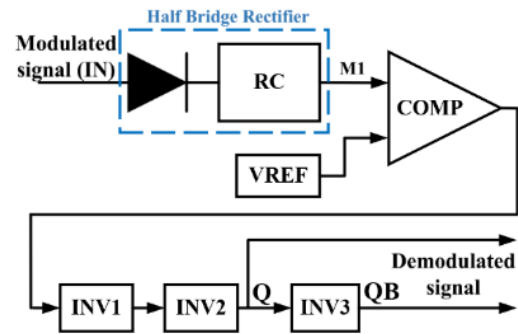 Half Bridge Rectifier
Modulated
signal (IN)
RC
M1
COMP
VREF
Demodulated
signal
INV1
INV2
Q
INV3
QB